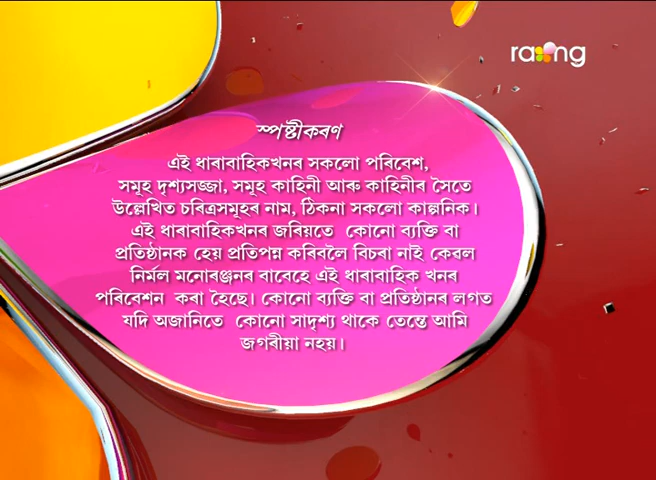 rang
স্পষ্টীকৰণ
এই ধাৰাবাহিকখনৰ সকলো পৰিবেশ,
সমূহ দৃশ্যসজ্জা, সমূহ কাহিনী আৰু কাহিনীৰ সৈতে
উল্লেখিত চৰিত্ৰসমূহৰ নাম, ঠিকনা সকলো কাল্পনিক।
এই ধাৰাবাহিকখনৰ জৰিয়তে কোনো ব্যক্তি বা
প্ৰতিষ্ঠানক হেয় প্ৰতিপন্ন কৰিবলৈ বিচৰা নাই কেৱল
নিৰ্মল মনোৰঞ্জনৰ বাবেহে এই ধাৰাবাহিক খনৰ
পৰিবেশন কৰা হৈছে। কোনো ব্যক্তি বা প্ৰতিষ্ঠানৰ লগত
যদি অজানিতে কোনো সাদৃশ্য থাকে তেন্তে আমি
জগৰীয়া নহয়।